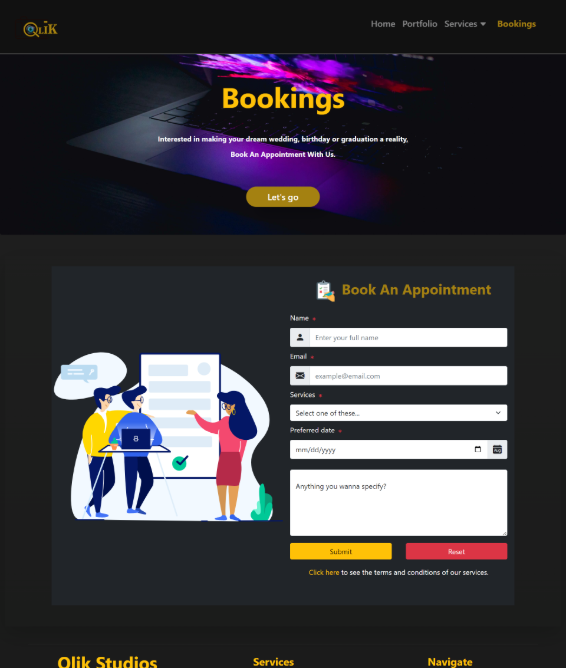 QLiK
Home Portfolio Services Bookings
Bookings
Interested in making your dream wedding, birthday or graduation a reality,
Book An Appointment With Us.
Let's go
Book An Appointment
Name *
Enter your full name
Email *
example@email.com
Services *
Select one of these...
Preferred date *
mm/dd/yyyy
Anything you wanna specify?
Submit Reset
Click here to see the terms and conditions of our services.
Qlik Studios Services Navigate